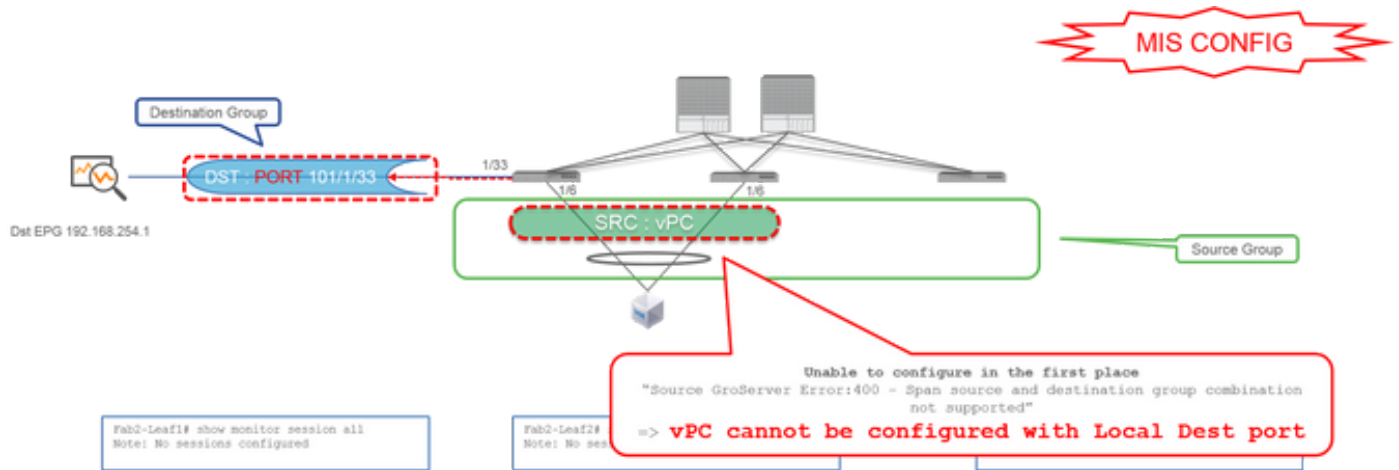 MIS CONFIG
Destination Group
DST : PORT 101/1/33
1/33
1/6
1/6
SRC : vPC
Dst EPG 192.168.254.1
Source Group
Unable to configure in the first place
"Source GroServer Error:400 - Span source and destination group combination
not supported"
=> vPC cannot be configured with Local Dest port
Fab2-Leaf1# show monitor session all
Note: No sessions configured
Fab2-Leaf2#
Note: No ses